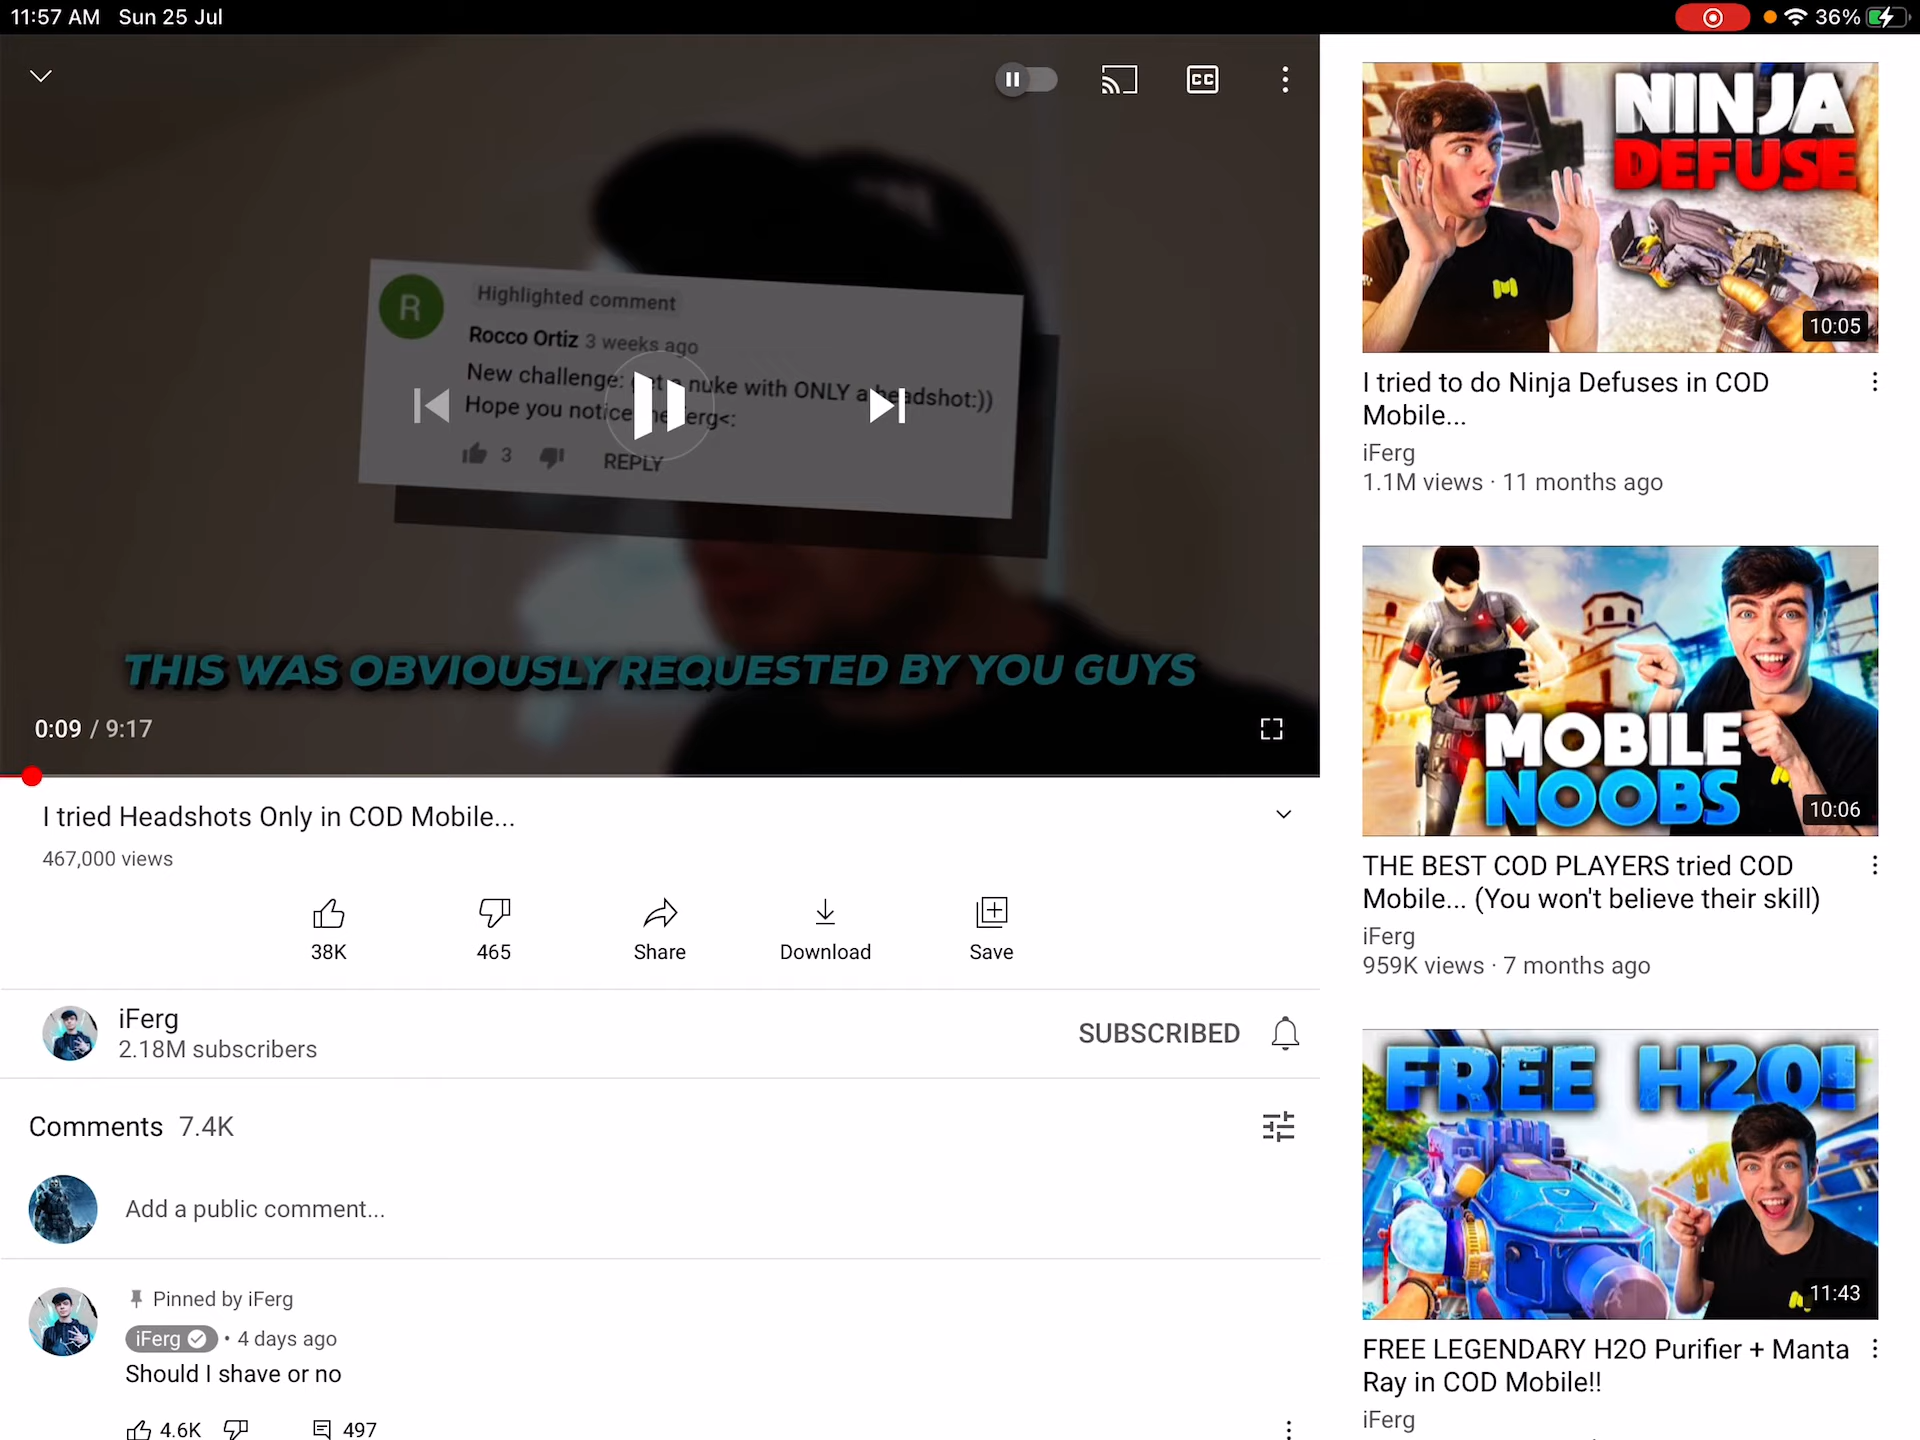 11:57 AM Sun 25 Jul
36%
CC
Highlighted comment
R
Rocco Ortiz 3 weeks ago
New challenge: get a nuke with ONLY a headshot:))
Hope you notice me ferg<:
3 REPLY
THIS WAS OBVIOUSLY REQUESTED BY YOU GUYS
0:09 / 9:17
I tried Headshots Only in COD Mobile...
467,000 views
38K 465 Share Download Save
iFerg
2.18M subscribers
SUBSCRIBED
Comments 7.4K
Add a public comment...
Pinned by iFerg
iFerg • 4 days ago
Should I shave or no
4.6K 497
NINJA
DEFUSE
10:05
I tried to do Ninja Defuses in COD
Mobile...
iFerg
1.1M views · 11 months ago
MOBILE
NOOBS
10:06
THE BEST COD PLAYERS tried COD
Mobile... (You won't believe their skill)
iFerg
959K views · 7 months ago
FREE H2O!
11:43
FREE LEGENDARY H2O Purifier + Manta
Ray in COD Mobile!!
iFerg